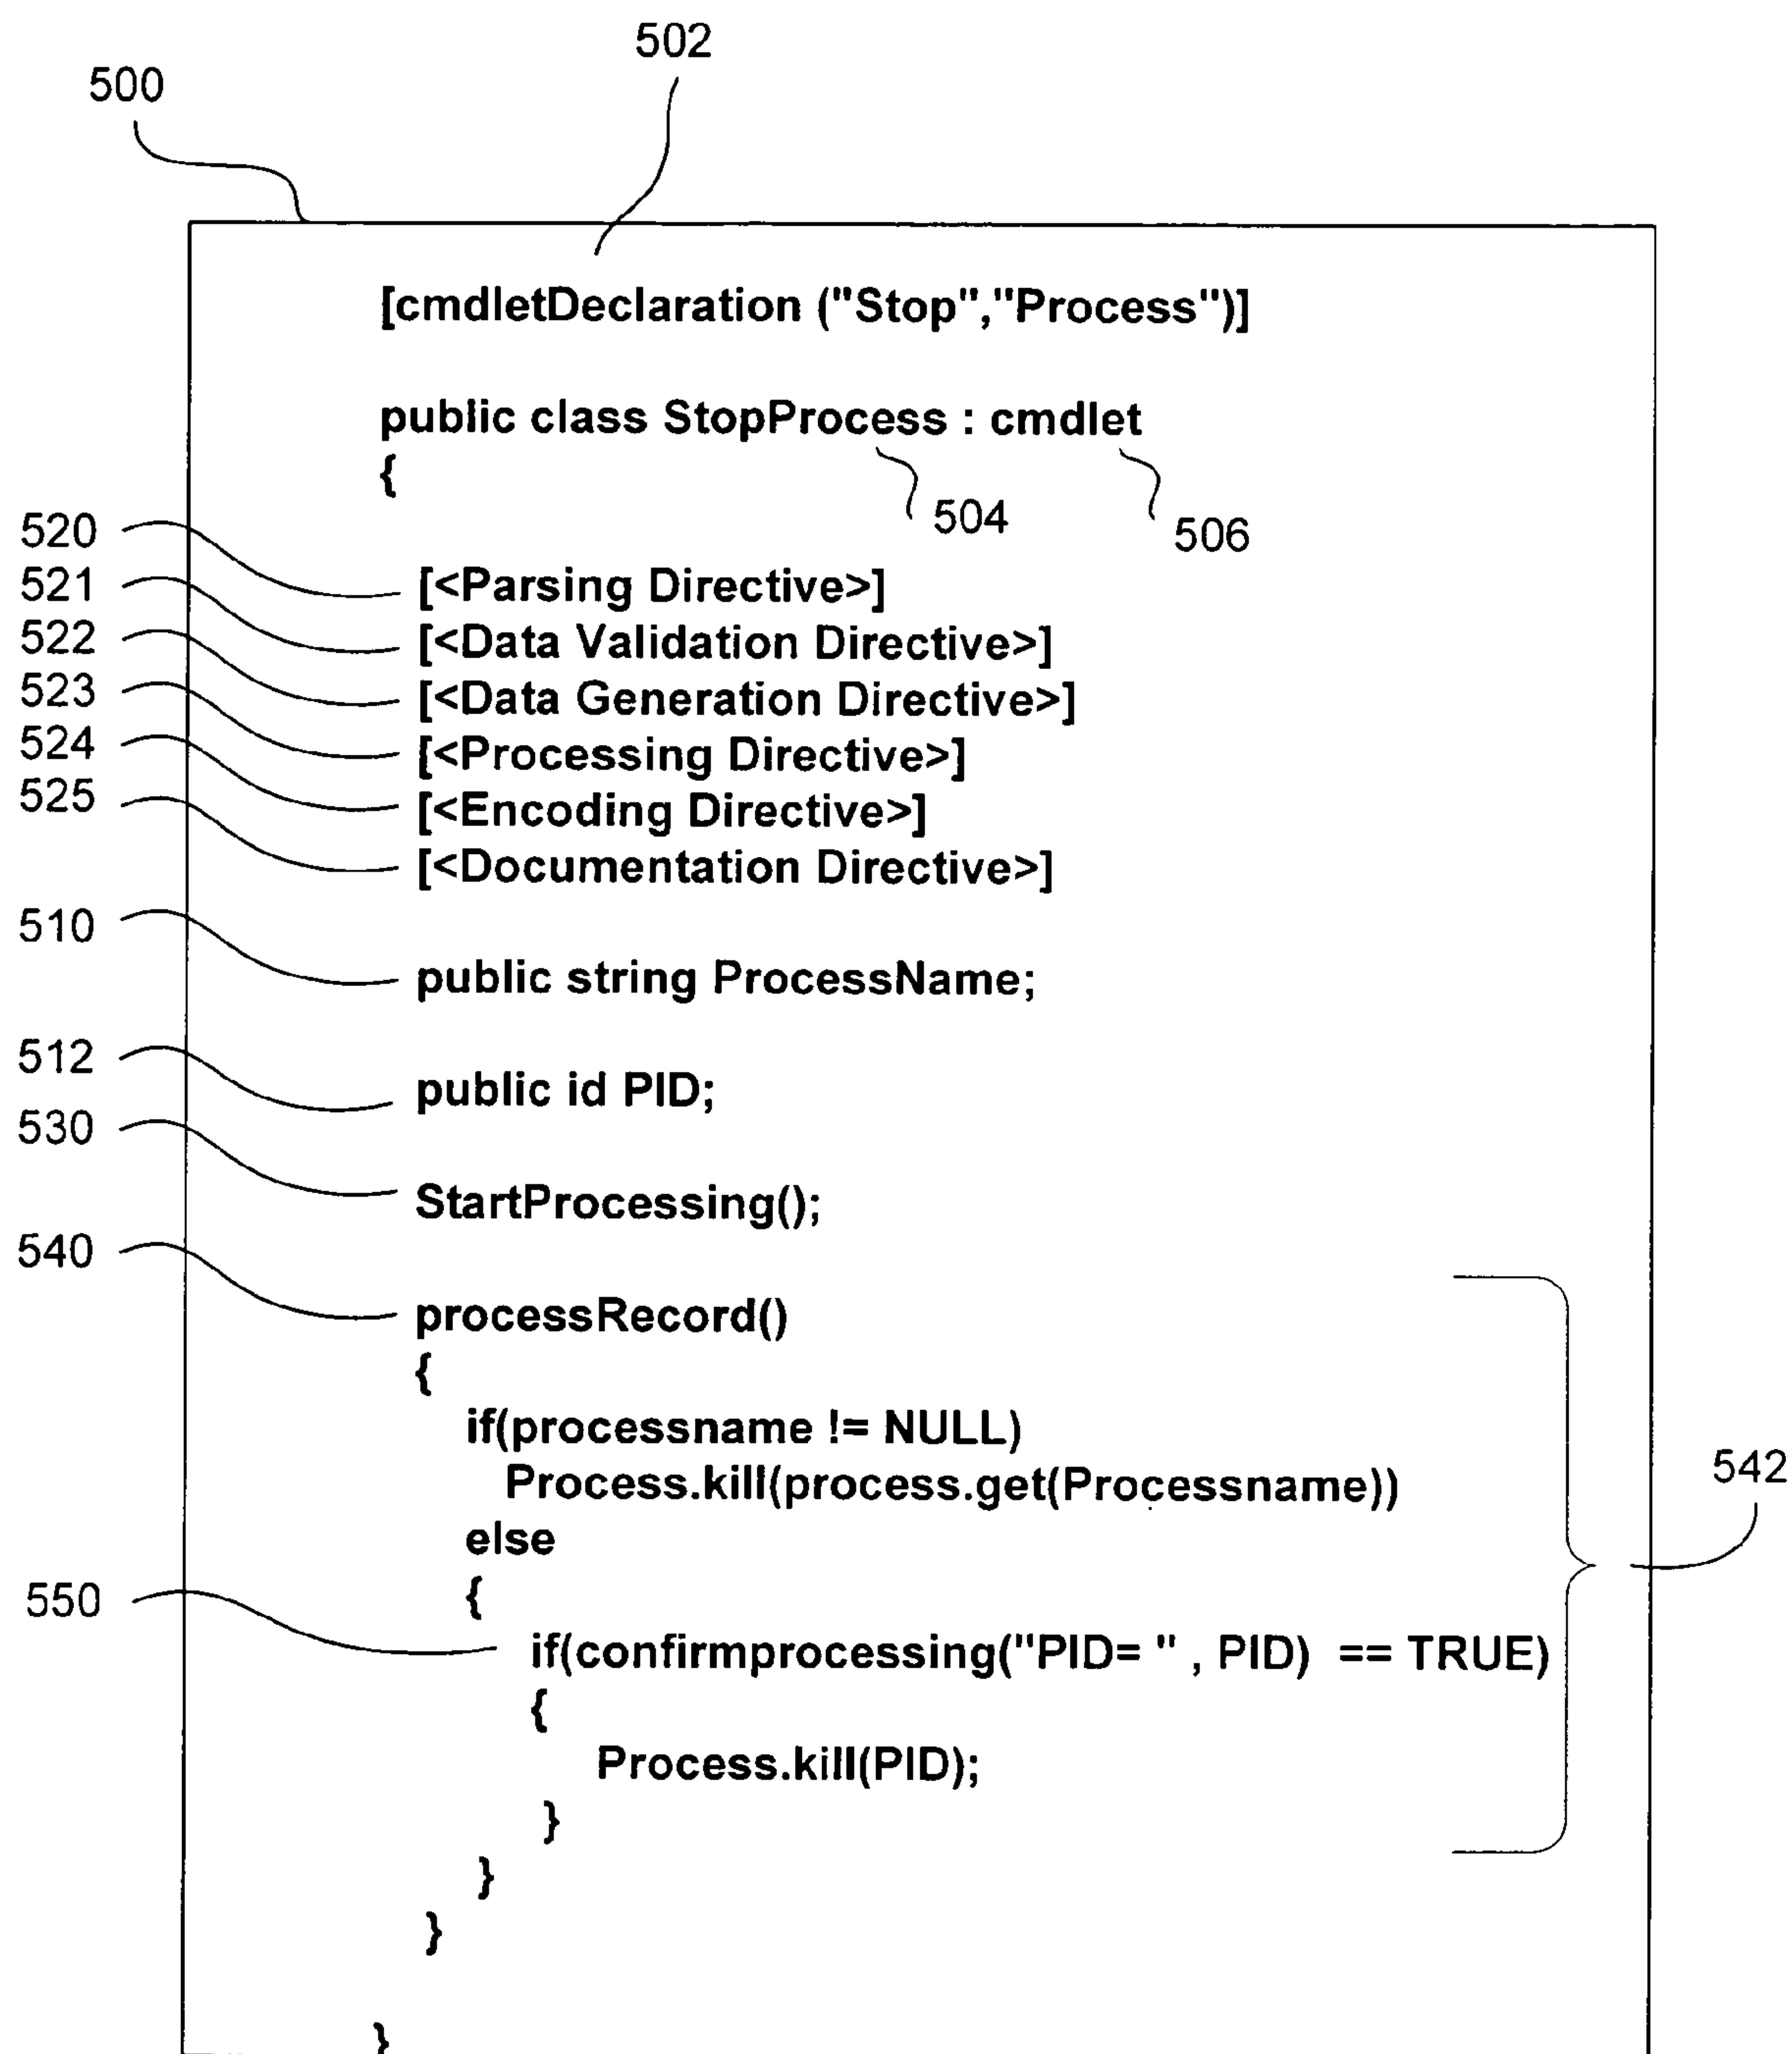 502
500
[cmdletDeclaration ("Stop","Process")]
public class StopProcess : cmdlet
{
504
506
520
[<Parsing Directive>]
521
[<Data Validation Directive>]
522
[<Data Generation Directive>]
523
[<Processing Directive>]
524
[<Encoding Directive>]
525
[<Documentation Directive>]
510
public string ProcessName;
512
public id PID;
530
StartProcessing();
540
processRecord()
{
if(processname != NULL)
Process.kill(process.get(Processname))
542
else
{
550
if(confirmprocessing("PID= " , PID) == TRUE)
{
Process.kill(PID);
}
}
}
}